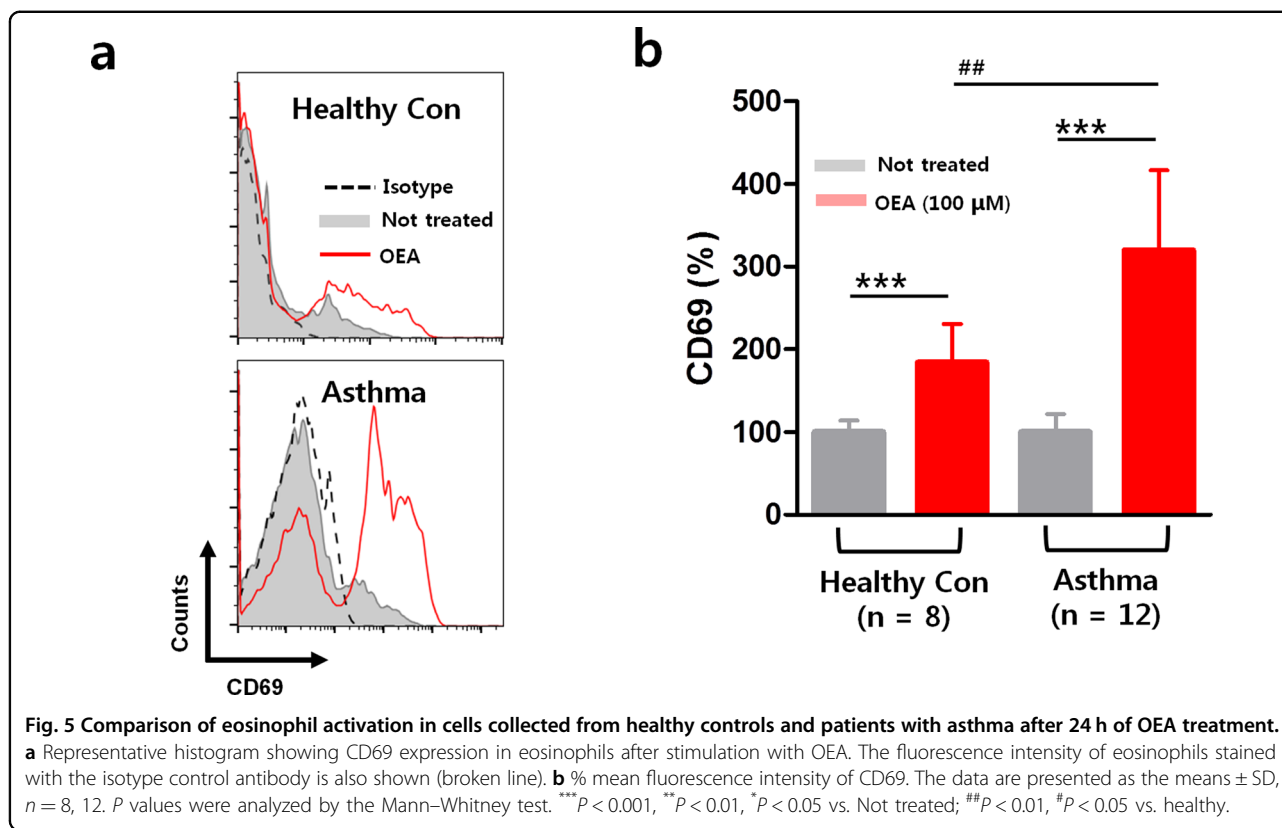 a
Healthy Con
Isotype
Not treated
OEA
Asthma
Counts
CD69
b
##
500
400
300
200
100
0
CD69 (%)
Not treated
OEA (100 µM)
***
***
Healthy Con
(n = 8)
Asthma
(n = 12)
Fig. 5 Comparison of eosinophil activation in cells collected from healthy controls and patients with asthma after 24 h of OEA treatment.
a Representative histogram showing CD69 expression in eosinophils after stimulation with OEA. The fluorescence intensity of eosinophils stained
with the isotype control antibody is also shown (broken line). b % mean fluorescence intensity of CD69. The data are presented as the means ± SD,
n = 8, 12. P values were analyzed by the Mann–Whitney test. ***P < 0.001, **P < 0.01, *P < 0.05 vs. Not treated; ##P < 0.01, #P < 0.05 vs. healthy.